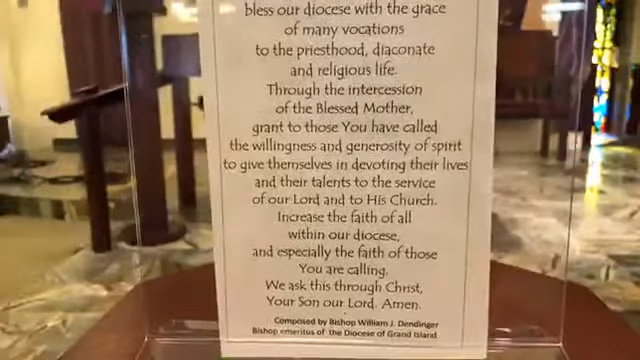 bless our diocese with the grace
of many vocations
to the priesthood, diaconate
and religious life.
Through the intercession
of the Blessed Mother,
grant to those You have called
the willingness and generosity of spirit
to give themselves in devoting their lives
and their talents to the service
of our Lord and to His Church.
Increase the faith of all
within our diocese,
and especially the faith of those
You are calling.
We ask this through Christ,
Your Son our Lord. Amen.
Composed by Bishop William J. Dendinger
Bishop emeritus of the Diocese of Grand Island